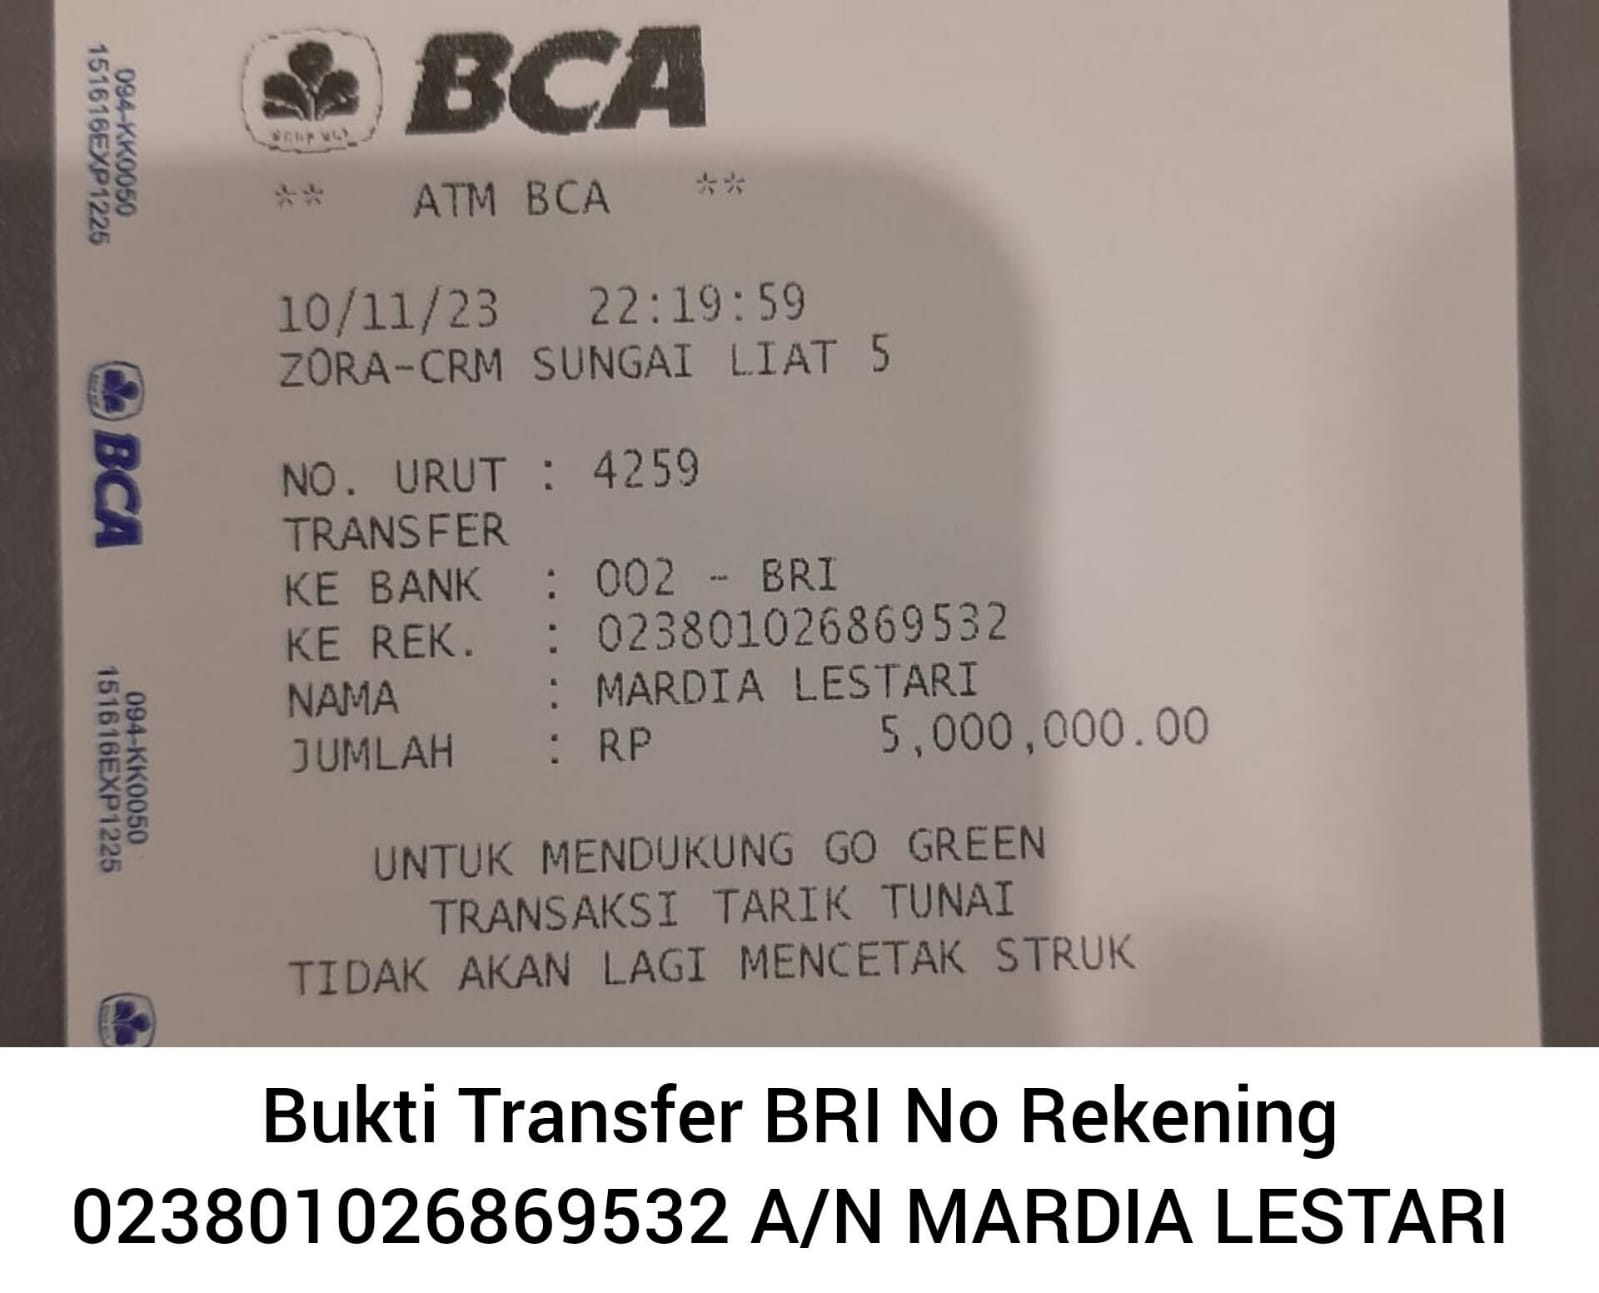 BCA
** ATM BCA **
10/11/23 22:19:59
ZORA-CRM SUNGAI LIAT 5
NO. URUT : 4259
TRANSFER
KE BANK : 002 - BRI
KE REK. : 023801026869532
NAMA : MARDIA LESTARI
JUMLAH : RP 5,000,000.00
UNTUK MENDUKUNG GO GREEN
TRANSAKSI TARIK TUNAI
TIDAK AKAN LAGI MENCETAK STRUK
094-KK0050
151616EXP1225
BCA
094-KK0050
151616EXP1225
Bukti Transfer BRI No Rekening
023801026869532 A/N MARDIA LESTARI